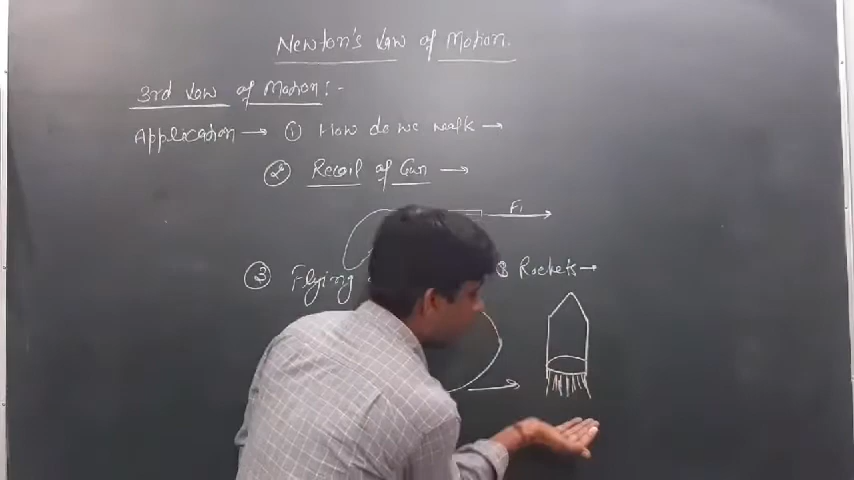 Newton's Law of Motion.
3rd Law of Motion:-
Application → ① How do we walk →
② Recoil of Gun →
F₁
③ Flying & Rockets →